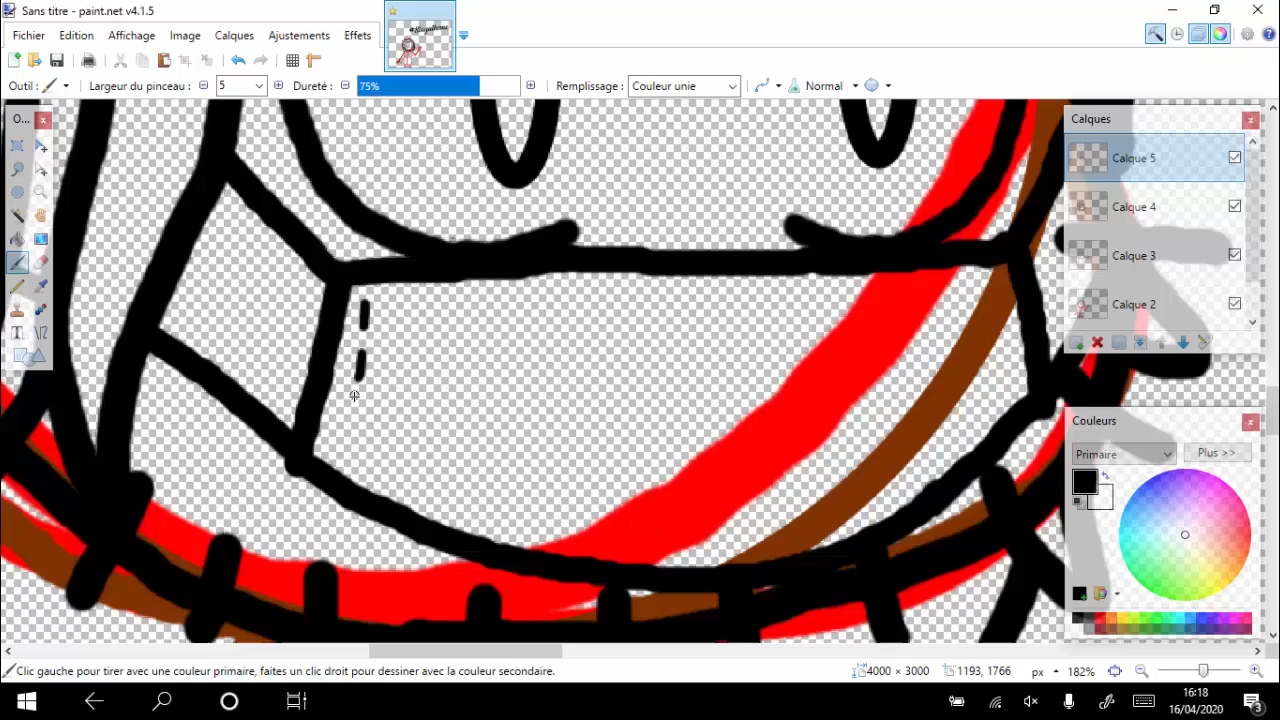 Sans titre - paint.net v4.1.5
Fichier Edition Affichage Image Calques Ajustements Effets
Outil : Largeur du pinceau : 5 Dureté : 75% Remplissage : Couleur unie Normal
O...
Calques
Calque 5
Calque 4
Calque 3
Calque 2
Couleurs
Primaire Plus >>
Clic gauche pour tirer avec une couleur primaire, faites un clic droit pour dessiner avec la couleur secondaire. 4000 × 3000 1193, 1766 px 182%
16:18
16/04/2020
3